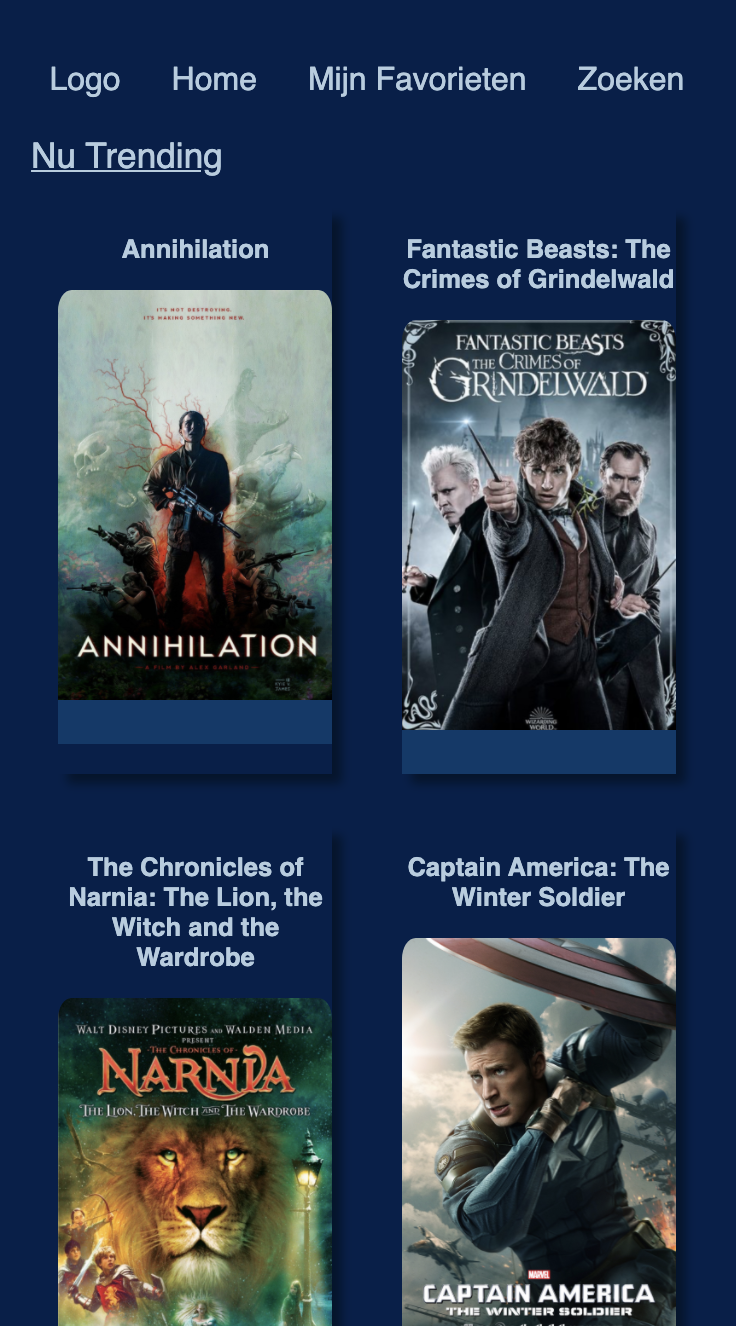 Logo Home Mijn Favorieten Zoeken
Nu Trending
Annihilation
IT'S NOT DESTROYING.
IT'S MAKING SOMETHING NEW.
ANNIHILATION
A FILM BY ALEX GARLAND
Fantastic Beasts: The
Crimes of Grindelwald
FANTASTIC BEASTS
THE CRIMES OF
GRINDELWALD
WIZARDING
WORLD
The Chronicles of
Narnia: The Lion, the
Witch and the
Wardrobe
WALT DISNEY PICTURES AND WALDEN MEDIA
PRESENT
THE CHRONICLES OF
NARNIA
THE LION, THE WITCH AND THE WARDROBE
Captain America: The
Winter Soldier
MARVEL
CAPTAIN AMERICA
THE WINTER SOLDIER